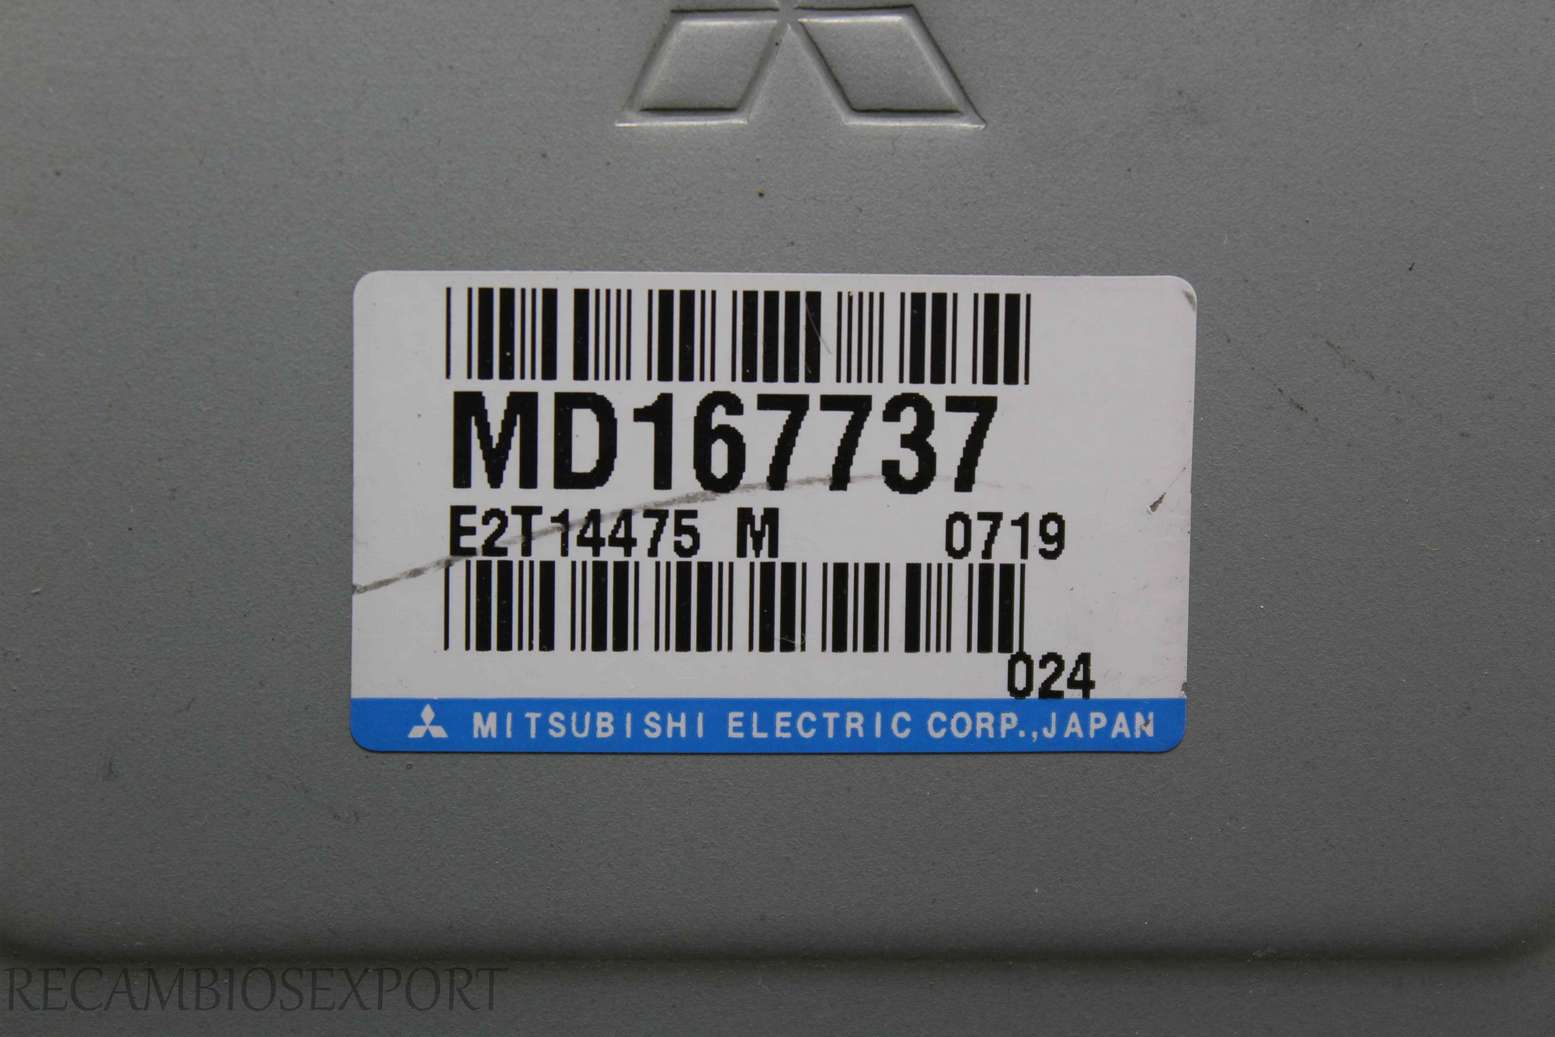 MD167737
E2T14475 M 0719
024
MITSUBISHI ELECTRIC CORP.,JAPAN
RECAMBIOSEXPORT